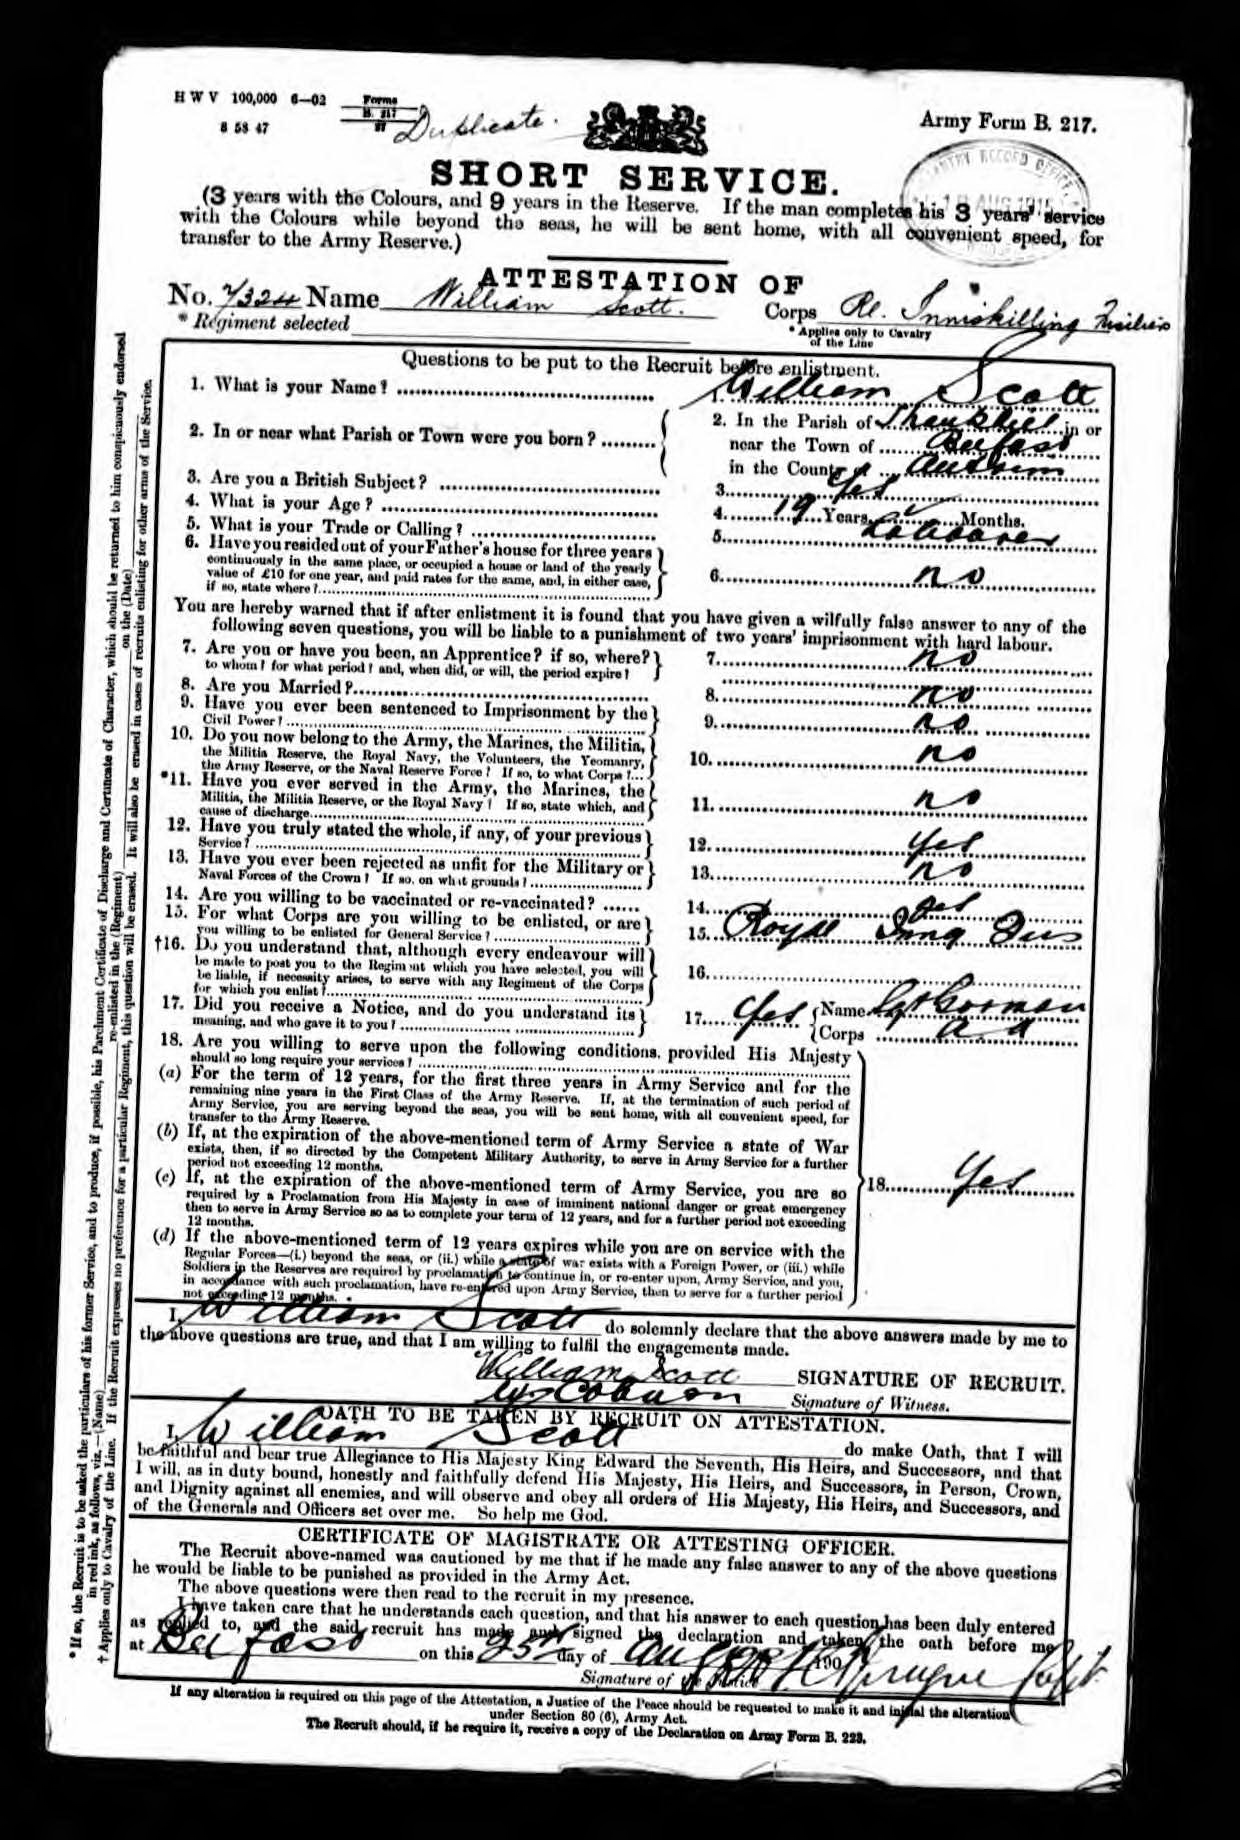 H W V 100,000 6—02
8 58 47
Forms
B. 217
Duplicate.
Army Form B. 217.
SHORT SERVICE.
(3 years with the Colours, and 9 years in the Reserve. If the man completes his 3 years' service
with the Colours while beyond the seas, he will be sent home, with all convenient speed, for
transfer to the Army Reserve.)
RECORD OFFICE
AUG 1915
ATTESTATION OF
No. 7324 Name William Scott. Corps Rl. Inniskilling Fusiliers
* Regiment selected
* Applies only to Cavalry
of the Line
Questions to be put to the Recruit before enlistment.
1. What is your Name? 1. William Scott
2. In or near what Parish or Town were you born? 2. In the Parish of Shankhill in or
near the Town of Belfast
in the County of Antrim
3. Are you a British Subject? 3. Yes
4. What is your Age? 4. 19 Years Months.
5. What is your Trade or Calling? 5. Labourer
6. Have you resided out of your Father's house for three years
continuously in the same place, or occupied a house or land of the yearly
value of £10 for one year, and paid rates for the same, and, in either case,
if so, state where? 6. no
You are hereby warned that if after enlistment it is found that you have given a wilfully false answer to any of the
following seven questions, you will be liable to a punishment of two years' imprisonment with hard labour.
7. Are you or have you been, an Apprentice? if so, where?
to whom? for what period? and, when did, or will, the period expire? 7. no
8. Are you Married? 8. no
9. Have you ever been sentenced to Imprisonment by the
Civil Power? 9. no
10. Do you now belong to the Army, the Marines, the Militia,
the Militia Reserve, the Royal Navy, the Volunteers, the Yeomanry,
the Army Reserve, or the Naval Reserve Force? If so, to what Corps? 10. no
*11. Have you ever served in the Army, the Marines, the
Militia, the Militia Reserve, or the Royal Navy? If so, state which, and
cause of discharge 11. no
12. Have you truly stated the whole, if any, of your previous
Service? 12. Yes
13. Have you ever been rejected as unfit for the Military or
Naval Forces of the Crown? If so, on what grounds? 13. no
14. Are you willing to be vaccinated or re-vaccinated? 14. Yes
15. For what Corps are you willing to be enlisted, or are
you willing to be enlisted for General Service? 15. Royal Innq Fus
†16. Do you understand that, although every endeavour will
be made to post you to the Regiment which you have selected, you will
be liable, if necessity arises, to serve with any Regiment of the Corps
for which you enlist? 16.
17. Did you receive a Notice, and do you understand its
meaning, and who gave it to you? 17. Yes Name Gorman
Corps
18. Are you willing to serve upon the following conditions, provided His Majesty
should so long require your services?
(a) For the term of 12 years, for the first three years in Army Service and for the
remaining nine years in the First Class of the Army Reserve. If, at the termination of such period of
Army Service, you are serving beyond the seas, you will be sent home, with all convenient speed, for
transfer to the Army Reserve.
(b) If, at the expiration of the above-mentioned term of Army Service a state of War
exists, then, if so directed by the Competent Military Authority, to serve in Army Service for a further
period not exceeding 12 months.
(c) If, at the expiration of the above-mentioned term of Army Service, you are so
required by a Proclamation from His Majesty in case of imminent national danger or great emergency
then to serve in Army Service so as to complete your term of 12 years, and for a further period not exceeding
12 months.
18. Yes
(d) If the above-mentioned term of 12 years expires while you are on service with the
Regular Forces—(i.) beyond the seas, or (ii.) while a state of war exists with a Foreign Power, or (iii.) while
Soldiers in the Reserves are required by proclamation to continue in, or re-enter upon, Army Service, and you,
in accordance with such proclamation, have re-entered upon Army Service, then to serve for a further period
not exceeding 12 months.
I, William Scott do solemnly declare that the above answers made by me to
the above questions are true, and that I am willing to fulfil the engagements made.
William Scott SIGNATURE OF RECRUIT.
Signature of Witness.
OATH TO BE TAKEN BY RECRUIT ON ATTESTATION.
I, William Scott do make Oath, that I will
be faithful and bear true Allegiance to His Majesty King Edward the Seventh, His Heirs, and Successors, and that
I will, as in duty bound, honestly and faithfully defend His Majesty, His Heirs, and Successors, in Person, Crown,
and Dignity against all enemies, and will observe and obey all orders of His Majesty, His Heirs, and Successors, and
of the Generals and Officers set over me. So help me God.
CERTIFICATE OF MAGISTRATE OR ATTESTING OFFICER.
The Recruit above-named was cautioned by me that if he made any false answer to any of the above questions
he would be liable to be punished as provided in the Army Act.
The above questions were then read to the recruit in my presence.
I have taken care that he understands each question, and that his answer to each question has been duly entered
as replied to, and the said recruit has made and signed the declaration and taken the oath before me
at Belfast on this 25th day of August 190
Signature of the Justice
If any alteration is required on this page of the Attestation, a Justice of the Peace should be requested to make it and initial the alteration
under Section 80 (6), Army Act.
The Recruit should, if he require it, receive a copy of the Declaration on Army Form B. 223.
* If so, the Recruit is to be asked the particulars of his former Service, and to produce, if possible, his Parchment Certificate of Discharge and Certificate of Character, which should be returned to him conspicuously endorsed
in red ink, as follows, viz.—(Name) re-enlisted in the (Regiment) on the (Date)
† Applies only to Cavalry of the Line. If the Recruit expresses no preference for a particular Regiment, this question will be erased. It will also be erased in cases of recruits enlisting for other arms of the Service.